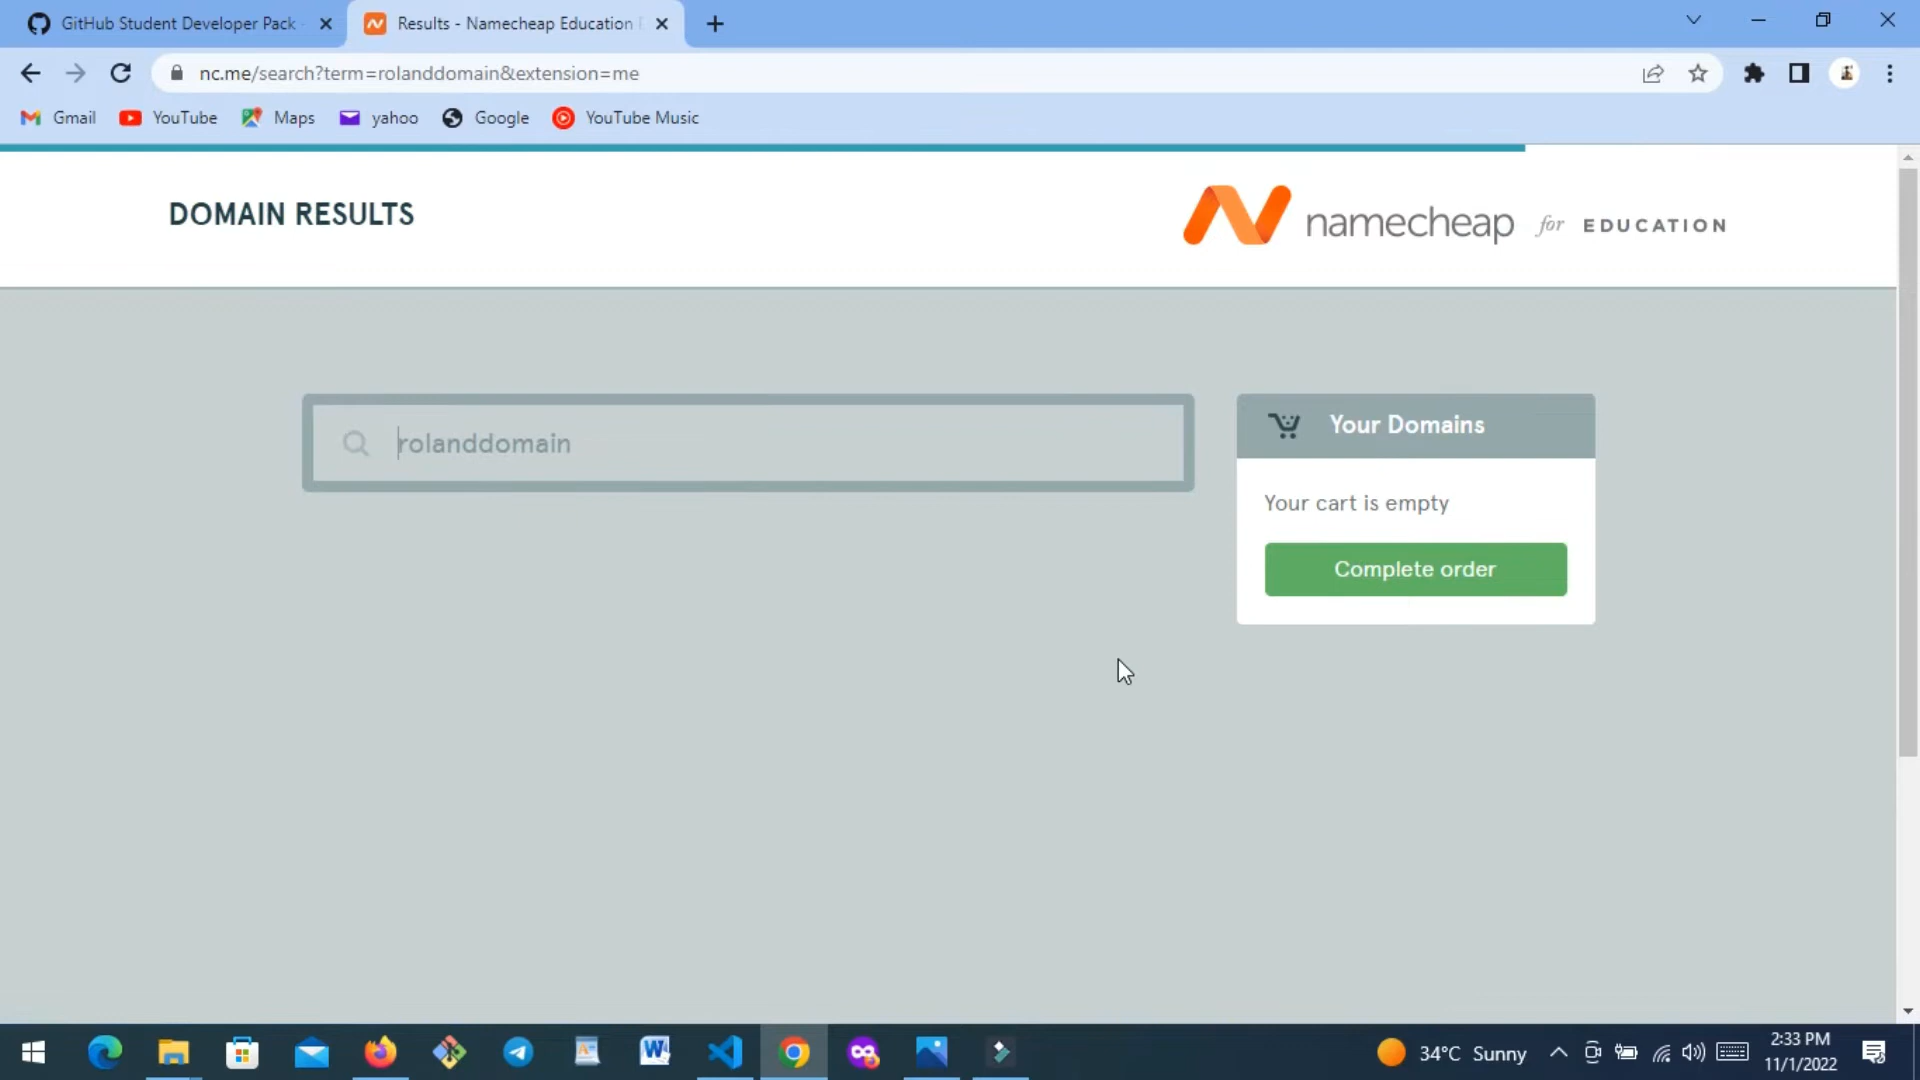 GitHub Student Developer Pack
Results - Namecheap Education
nc.me/search?term=rolanddomain&extension=me
Gmail
YouTube
Maps
yahoo
Google
YouTube Music
DOMAIN RESULTS
namecheap for EDUCATION
rolanddomain
Your Domains
Your cart is empty
Complete order
34°C Sunny
2:33 PM
11/1/2022